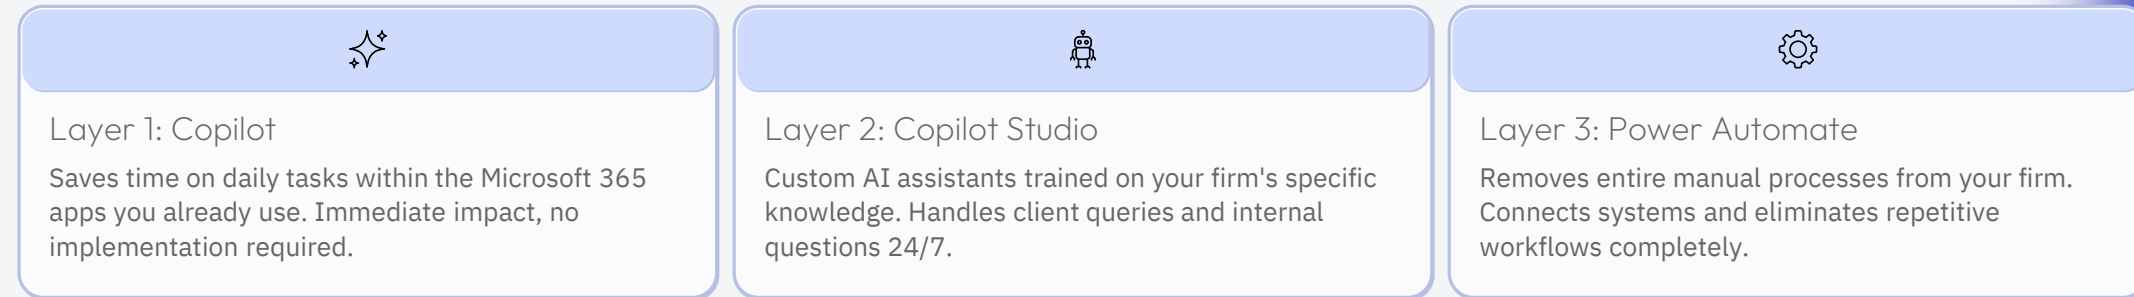 Layer 1: Copilot
Saves time on daily tasks within the Microsoft 365
apps you already use. Immediate impact, no
implementation required.
Layer 2: Copilot Studio
Custom AI assistants trained on your firm's specific
knowledge. Handles client queries and internal
questions 24/7.
Layer 3: Power Automate
Removes entire manual processes from your firm.
Connects systems and eliminates repetitive
workflows completely.